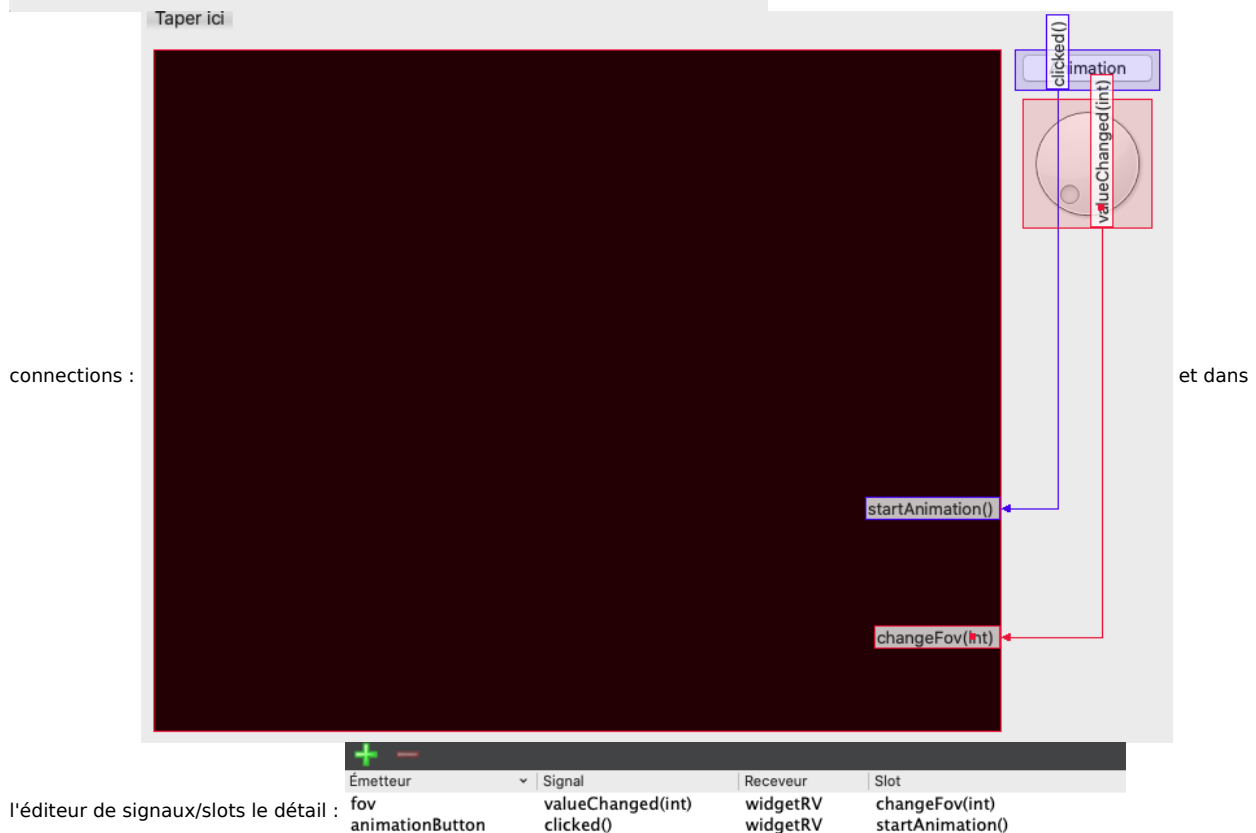 Taper ici
clicked()
imation
valueChanged(int)
connections :
et dans
startAnimation()
changeFov(int)
l'éditeur de signaux/slots le détail :
Émetteur Signal Receveur Slot
fov valueChanged(int) widgetRV changeFov(int)
animationButton clicked() widgetRV startAnimation()